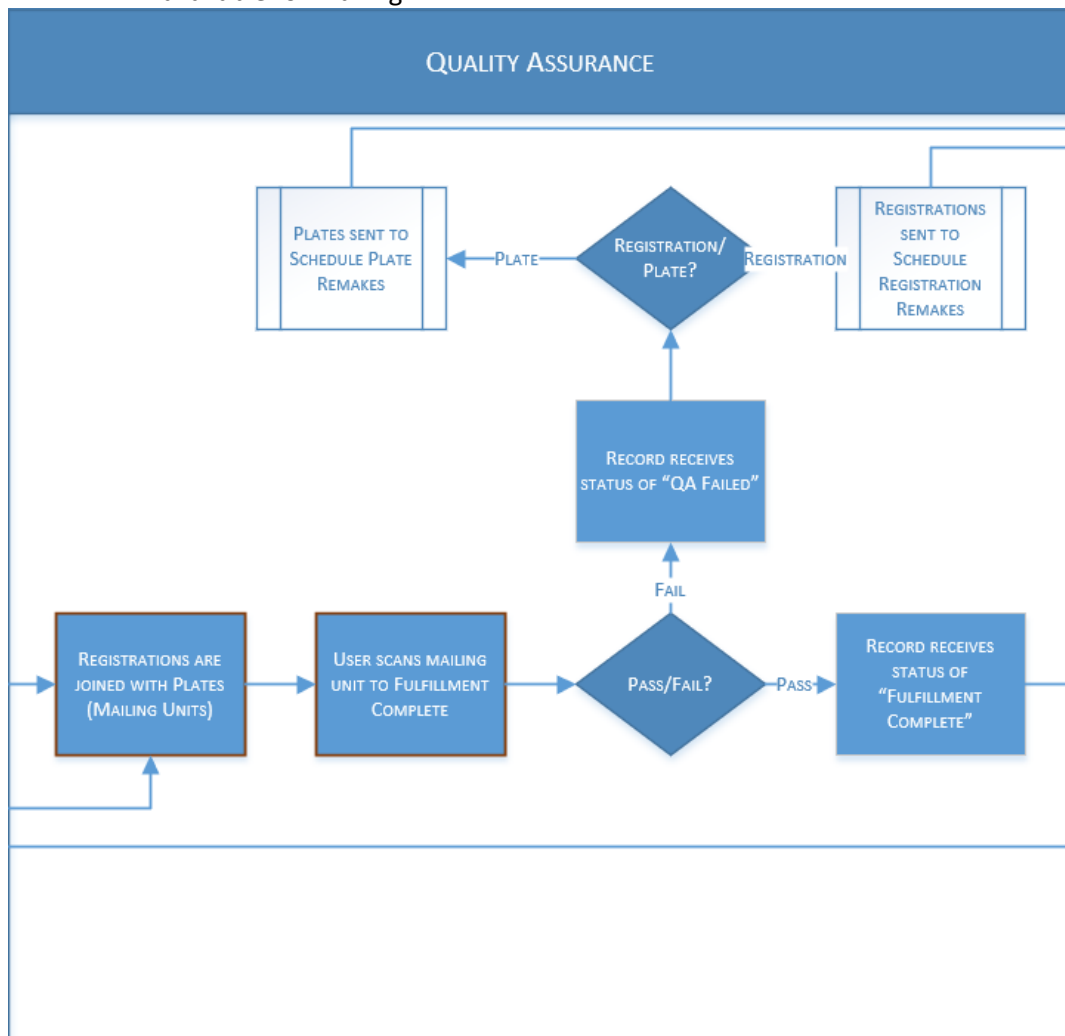 QUALITY ASSURANCE
PLATES SENT TO
SCHEDULE PLATE
REMAKES
PLATE
REGISTRATION/
PLATE?
REGISTRATION
REGISTRATIONS
SENT TO
SCHEDULE
REGISTRATION
REMAKES
RECORD RECEIVES
STATUS OF “QA FAILED”
FAIL
REGISTRATIONS ARE
JOINED WITH PLATES
(MAILING UNITS)
USER SCANS MAILING
UNIT TO FULFILLMENT
COMPLETE
PASS/FAIL?
PASS
RECORD RECEIVES
STATUS OF
“FULFILLMENT
COMPLETE”